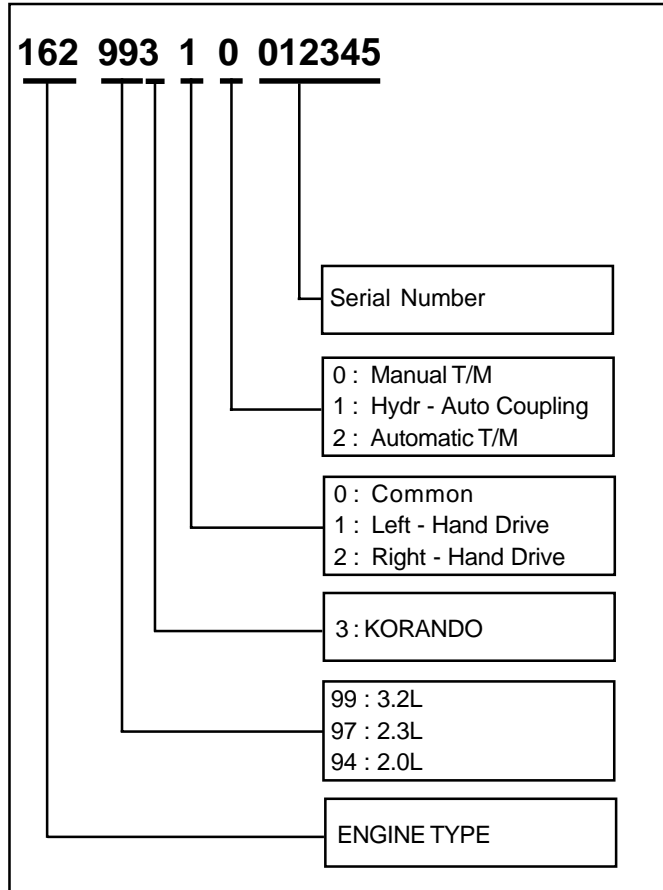 162 993 1 0 012345
Serial Number
0 : Manual T/M
1 : Hydr - Auto Coupling
2 : Automatic T/M
0 : Common
1 : Left - Hand Drive
2 : Right - Hand Drive
3 : KORANDO
99 : 3.2L
97 : 2.3L
94 : 2.0L
ENGINE TYPE